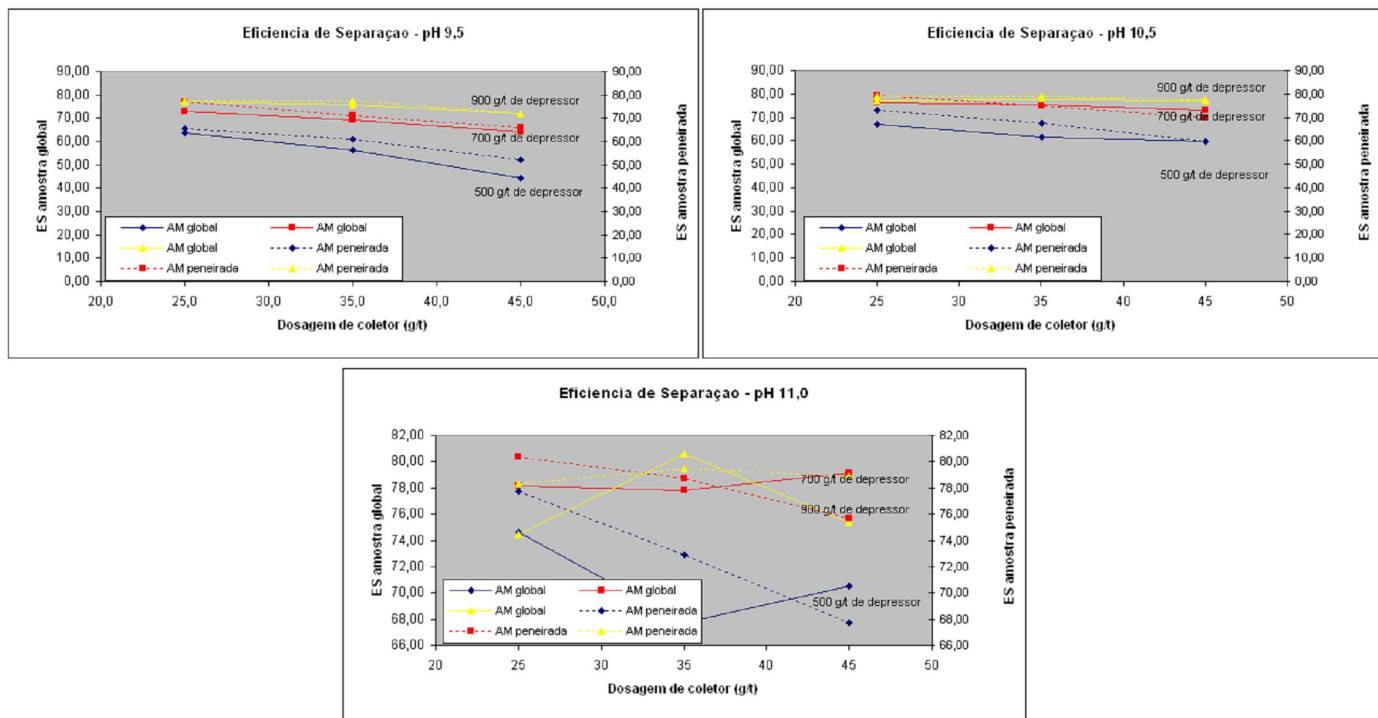 Eficiencia de Separaçao - pH 9,5
ES amostra global
ES amostra peneirada
90,00 90,00
80,00 80,00
70,00 70,00
60,00 60,00
50,00 50,00
40,00 40,00
30,00 30,00
20,00 20,00
10,00 10,00
0,00 0,00
900 g/t de depressor
700 g/t de depressor
500 g/t de depressor
AM global AM global
AM global AM peneirada
AM peneirada AM peneirada
20,0 25,0 30,0 35,0 40,0 45,0 50,0
Dosagem de coletor (g/t)
Eficiencia de Separaçao - pH 10,5
ES amostra global
ES amostra peneirada
90,00 90,00
80,00 80,00
70,00 70,00
60,00 60,00
50,00 50,00
40,00 40,00
30,00 30,00
20,00 20,00
10,00 10,00
0,00 0,00
900 g/t de depressor
700 g/t de depressor
500 g/t de depressor
AM global AM global
AM global AM peneirada
AM peneirada AM peneirada
20 25 30 35 40 45 50
Dosagem de coletor (g/t)
Eficiencia de Separaçao - pH 11,0
ES amostra global
ES amostra peneirada
82,00 82,00
80,00 80,00
78,00 78,00
76,00 76,00
74,00 74,00
72,00 72,00
70,00 70,00
68,00 68,00
66,00 66,00
700 g/t de depressor
900 g/t de depressor
500 g/t de depressor
AM global AM global
AM global AM peneirada
AM peneirada AM peneirada
20 25 30 35 40 45 50
Dosagem de coletor (g/t)